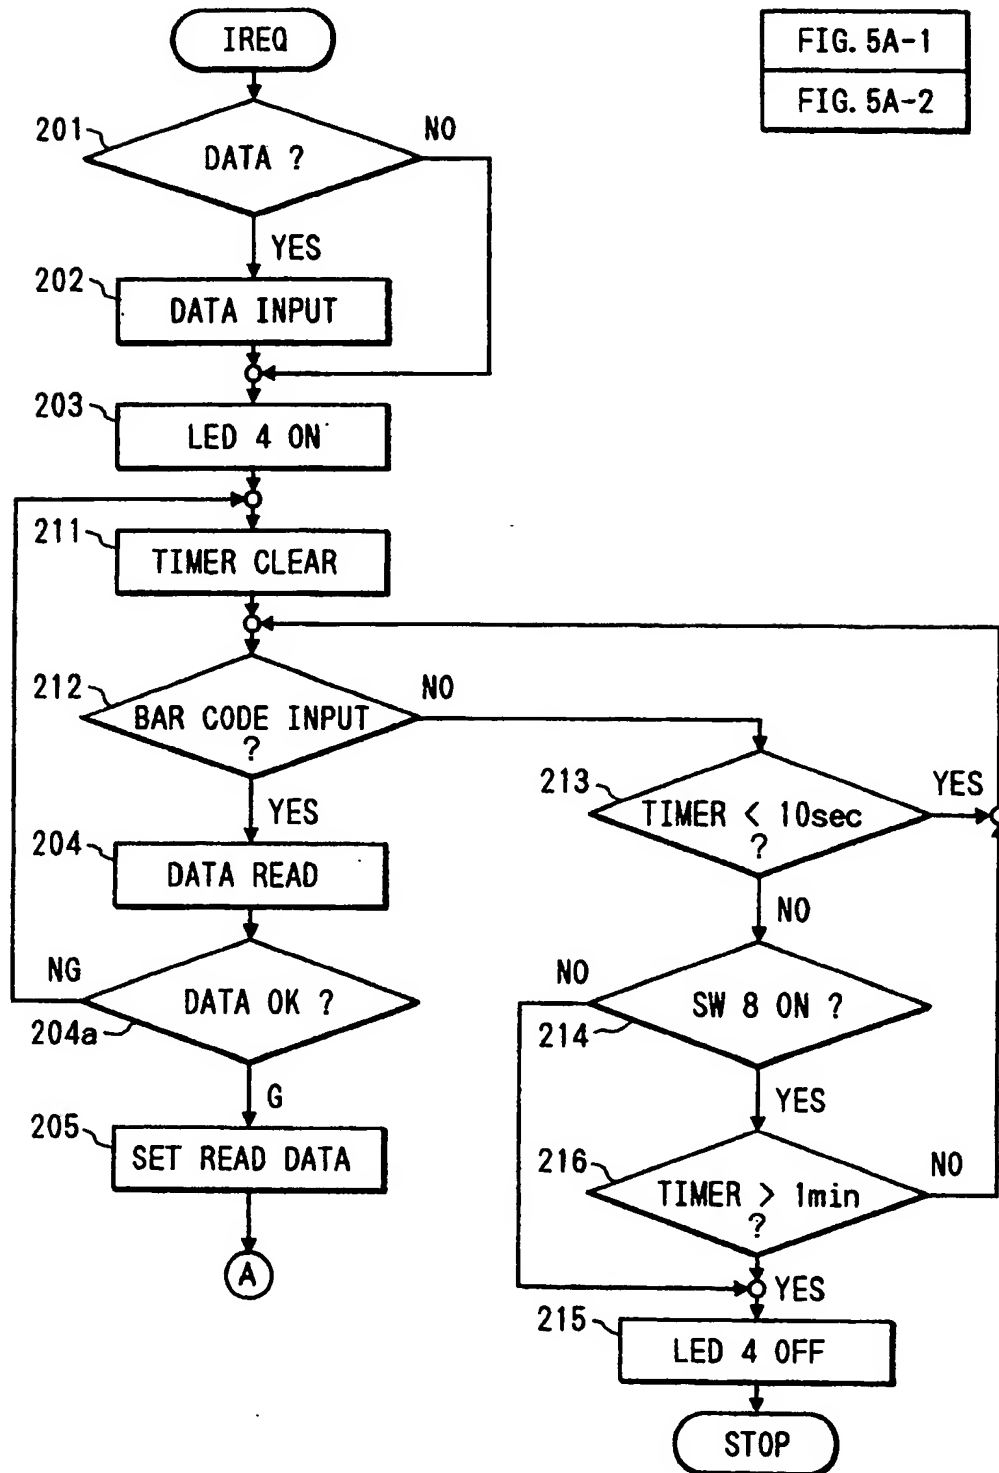 IREQ
FIG. 5A-1
FIG. 5A-2
201
NO
DATA ?
YES
202
DATA INPUT
203
LED 4 ON
211
TIMER CLEAR
212
NO
BAR CODE INPUT
?
YES
213
YES
TIMER < 10sec
?
NO
204
DATA READ
NG
DATA OK ?
204a
G
NO
SW 8 ON ?
214
YES
205
SET READ DATA
216
NO
TIMER > 1min
?
YES
A
215
LED 4 OFF
STOP